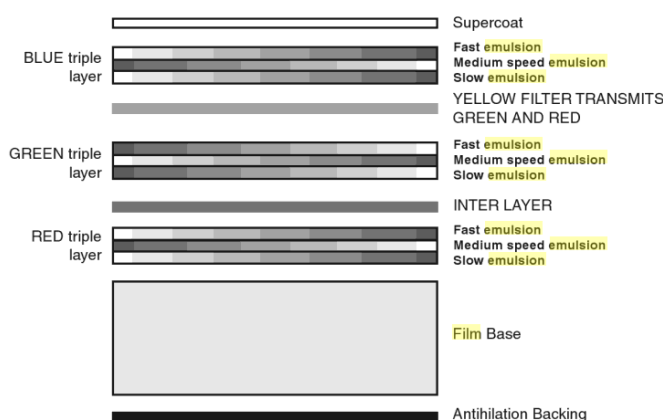 Supercoat
BLUE triple
layer
Fast emulsion
Medium speed emulsion
Slow emulsion
YELLOW FILTER TRANSMITS
GREEN AND RED
GREEN triple
layer
Fast emulsion
Medium speed emulsion
Slow emulsion
INTER LAYER
RED triple
layer
Fast emulsion
Medium speed emulsion
Slow emulsion
Film Base
Antihilation Backing